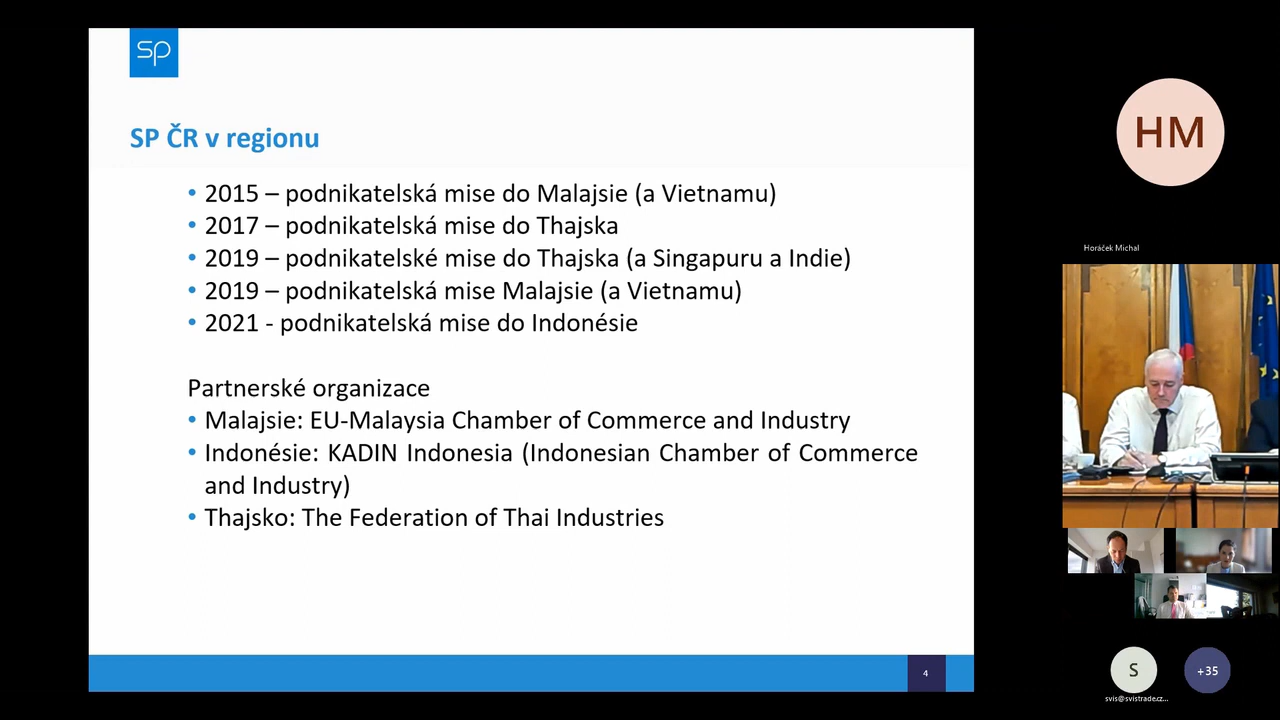 sp
SP ČR v regionu
• 2015 – podnikatelská mise do Malajsie (a Vietnamu)
• 2017 – podnikatelská mise do Thajska
• 2019 – podnikatelské mise do Thajska (a Singapuru a Indie)
• 2019 – podnikatelská mise Malajsie (a Vietnamu)
• 2021 - podnikatelská mise do Indonésie
Partnerské organizace
• Malajsie: EU-Malaysia Chamber of Commerce and Industry
• Indonésie: KADIN Indonesia (Indonesian Chamber of Commerce
and Industry)
• Thajsko: The Federation of Thai Industries
4
HM
Horáček Michal
S
+35
svis@svistrade.cz...